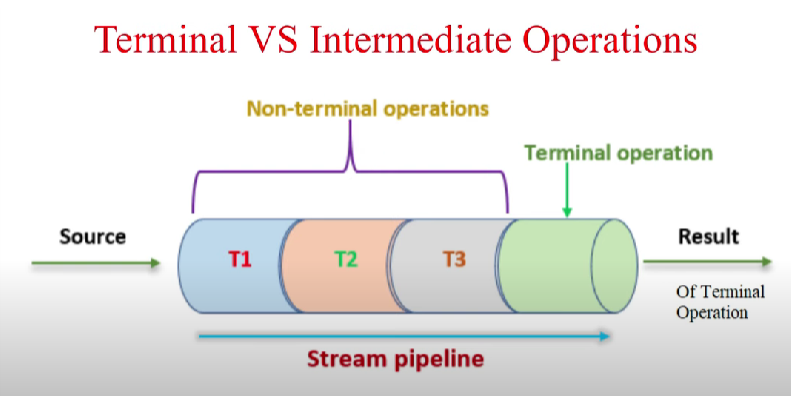 Terminal VS Intermediate Operations
Non-terminal operations
Terminal operation
Source
T1
T2
T3
Result
Of Terminal
Operation
Stream pipeline